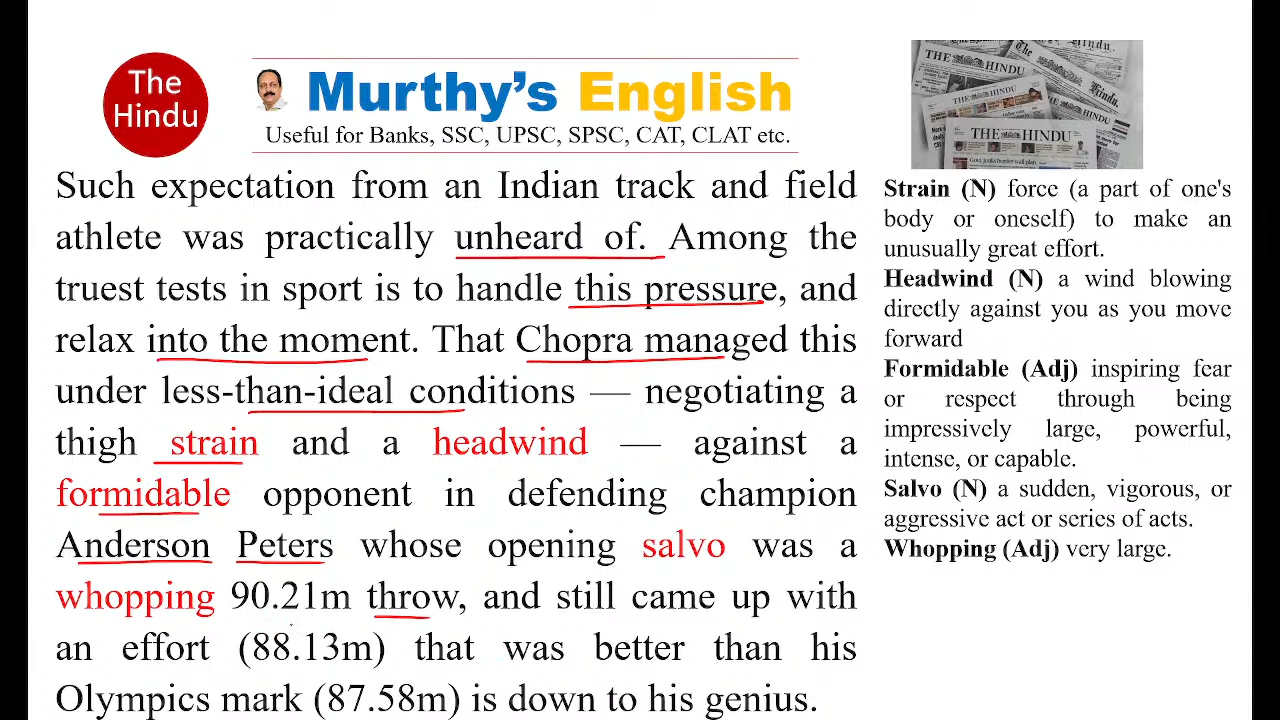 The
Hindu
Murthy's English
Useful for Banks, SSC, UPSC, SPSC, CAT, CLAT etc.
Such expectation from an Indian track and field
athlete was practically unheard of. Among the
truest tests in sport is to handle this pressure, and
relax into the moment. That Chopra managed this
under less-than-ideal conditions — negotiating a
thigh strain and a headwind — against a
formidable opponent in defending champion
Anderson Peters whose opening salvo was a
whopping 90.21m throw, and still came up with
an effort (88.13m) that was better than his
Olympics mark (87.58m) is down to his genius.
THE HINDU
THE HINDU
THE HINDU
Strain (N) force (a part of one's
body or oneself) to make an
unusually great effort.
Headwind (N) a wind blowing
directly against you as you move
forward
Formidable (Adj) inspiring fear
or respect through being
impressively large, powerful,
intense, or capable.
Salvo (N) a sudden, vigorous, or
aggressive act or series of acts.
Whopping (Adj) very large.